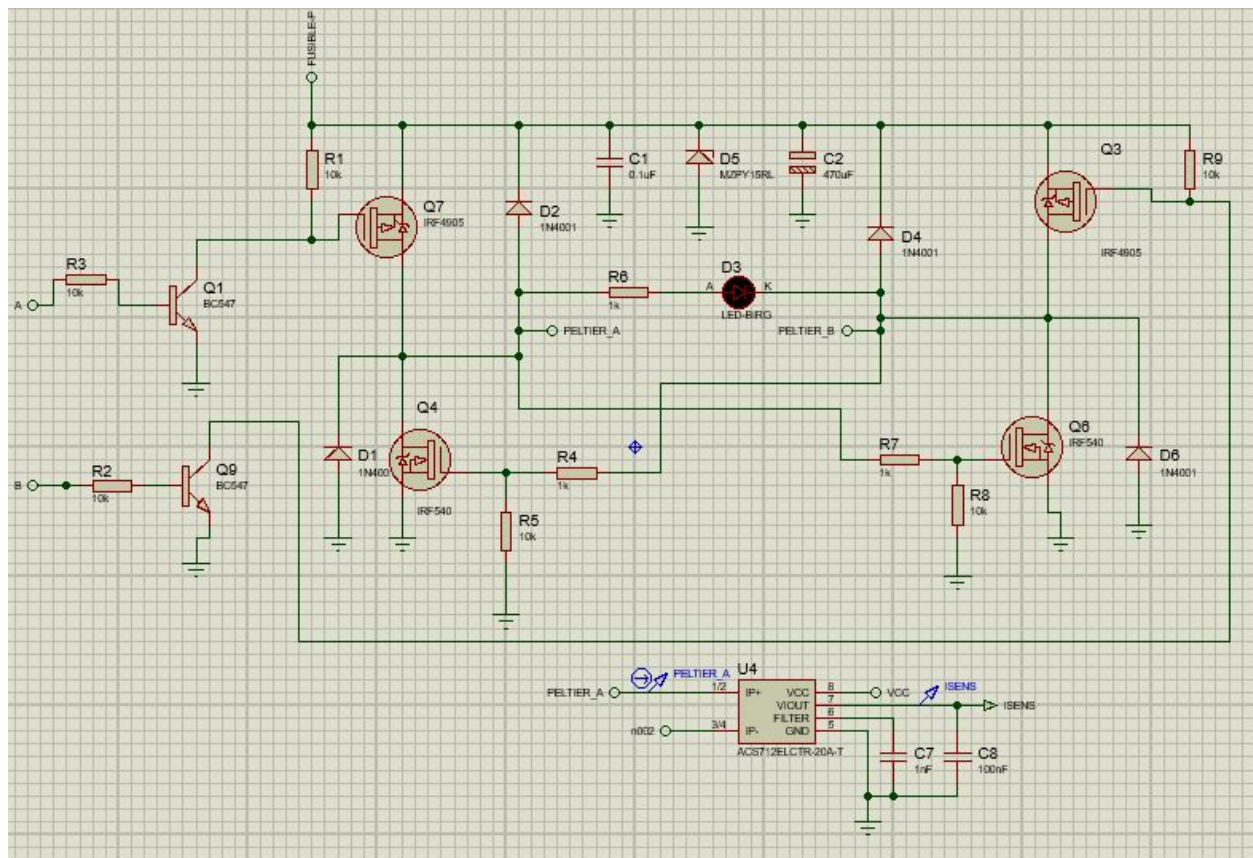 FUSIBLE-P
R1
10k
Q7
IRF4905
D2
1N4001
C1
0.1uF
D5
MZPY15RL
C2
470uF
Q3
IRF4905
R9
10k
D4
1N4001
R3
10k
A
Q1
BC547
R6
1k
D3
A
K
LED-BIRG
PELTIER_A
PELTIER_B
Q4
IRF540
D1
1N400
R4
1k
R5
10k
R7
1k
R8
10k
Q6
IRF540
D6
1N4001
B
R2
10k
Q9
BC547
PELTIER_A
PELTIER_A
1/2
n002
3/4
U4
IP+
IP-
VCC
VIOUT
FILTER
GND
8
7
6
5
ACS712ELCTR-20A-T
VCC
ISENS
ISENS
C7
1nF
C8
100nF